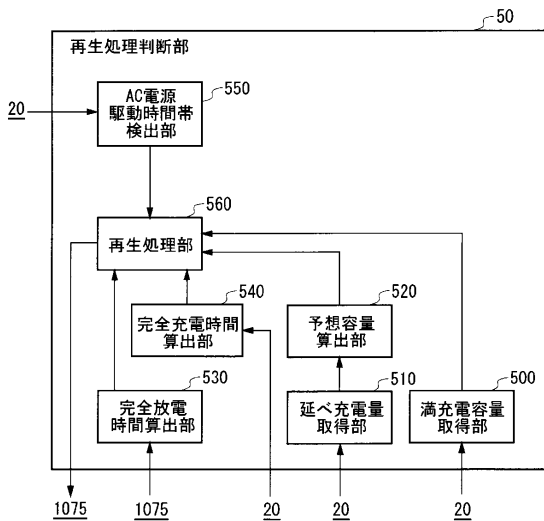 50
再生処理判断部
550
AC電源
駆動時間帯
検出部
20
560
再生処理部
540
完全充電時間
算出部
520
予想容量
算出部
530
完全放電
時間算出部
510
延べ充電量
取得部
500
満充電容量
取得部
1075
1075
20
20
20